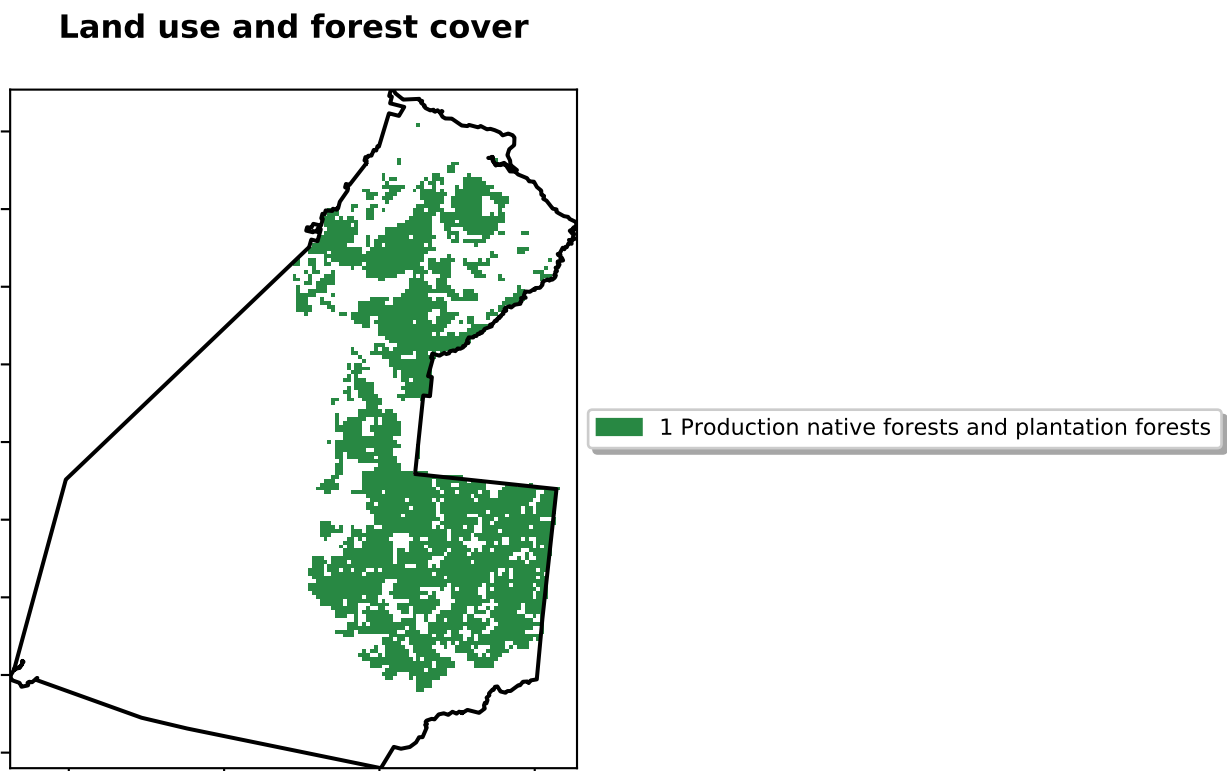 Land use and forest cover
1 Production native forests and plantation forests